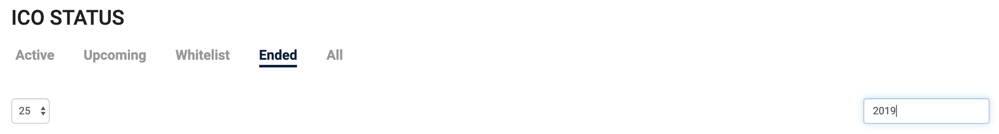 ICO STATUS
Active Upcoming Whitelist Ended All
25 2019